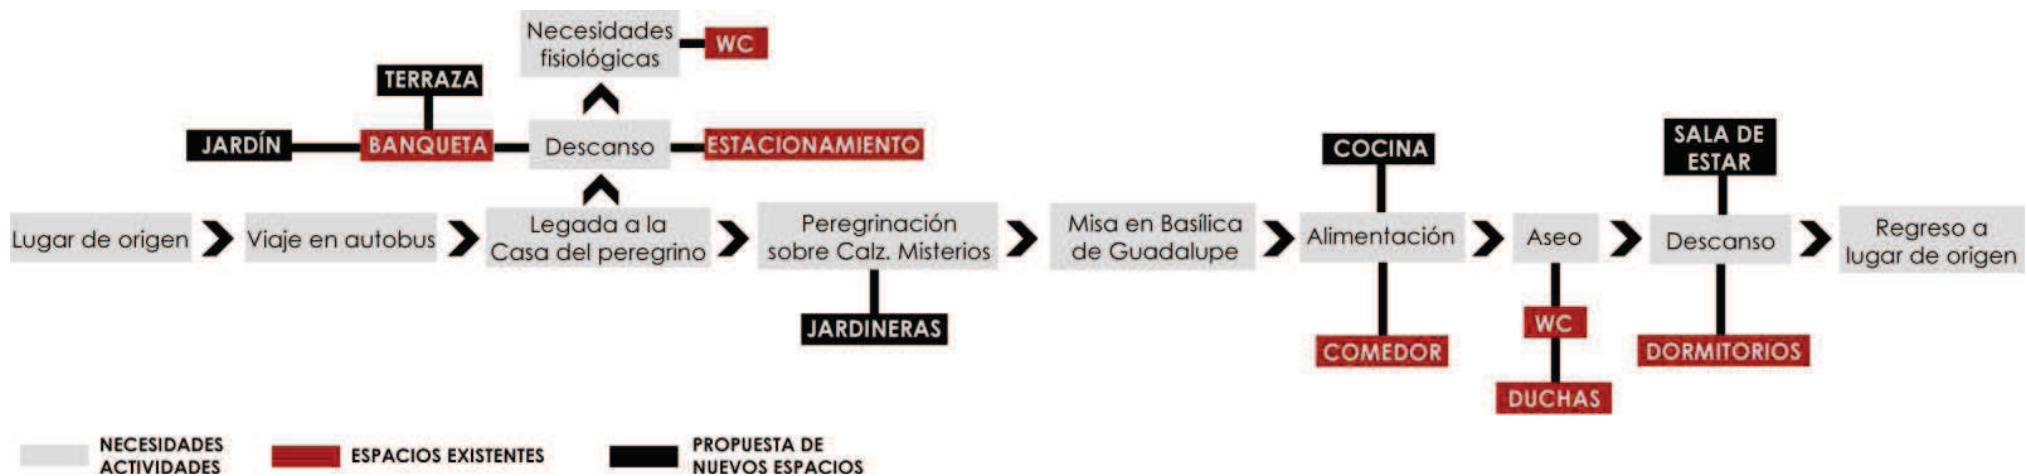 Necesidades
fisiológicas
WC
TERRAZA
JARDÍN
BANQUETA
Descanso
ESTACIONAMIENTO
Lugar de origen
Viaje en autobus
Legada a la
Casa del peregrino
Peregrinación
sobre Calz. Misterios
JARDINERAS
Misa en Basílica
de Guadalupe
COCINA
Alimentación
COMEDOR
Aseo
WC
DUCHAS
SALA DE
ESTAR
Descanso
DORMITORIOS
Regreso a
lugar de origen
NECESIDADES
ACTIVIDADES
ESPACIOS EXISTENTES
PROPUESTA DE
NUEVOS ESPACIOS